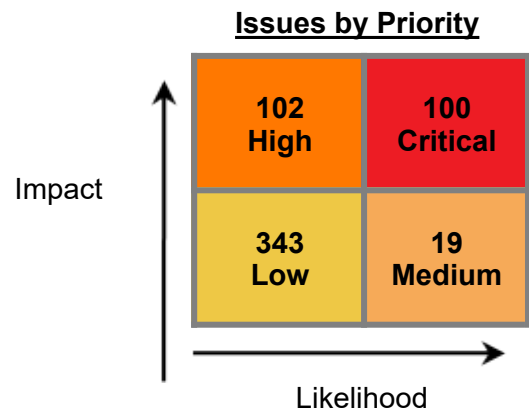 Issues by Priority
102
High
100
Critical
Impact
343
Low
19
Medium
Likelihood